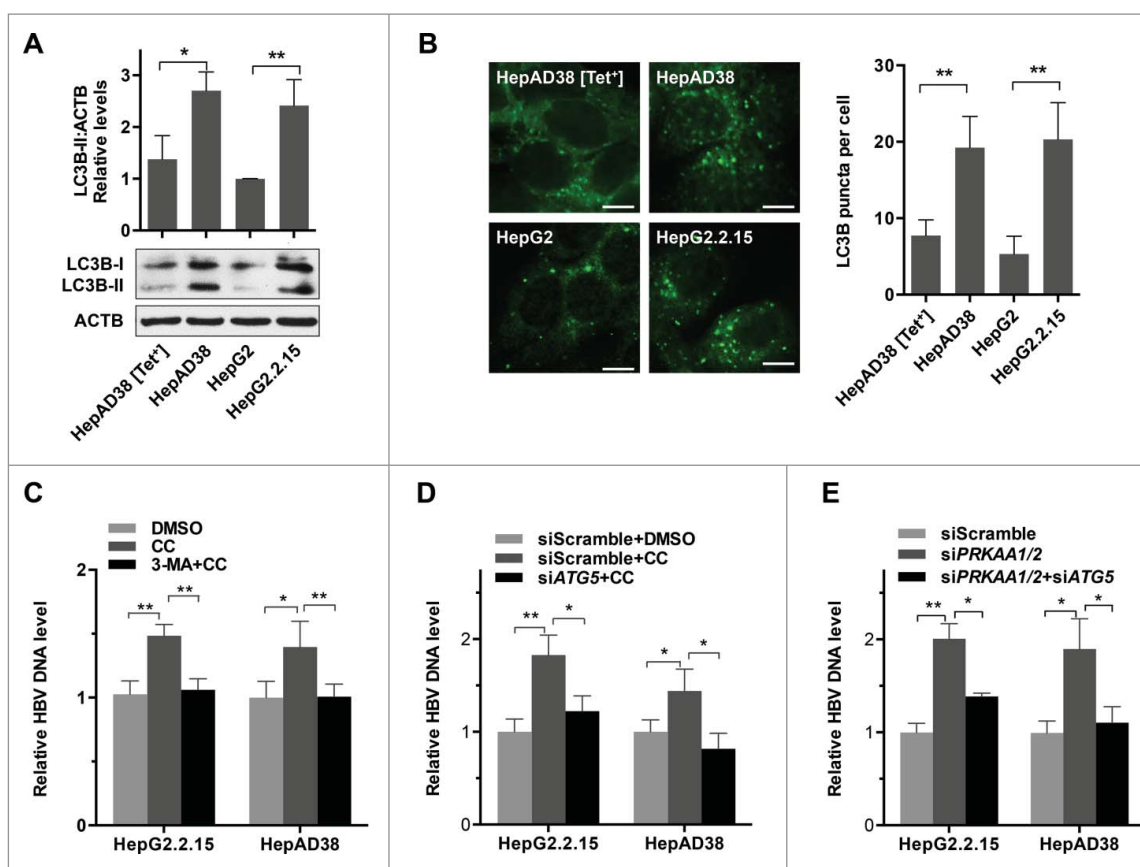 A
LC3B-II:ACTB
Relative levels
3
2
1
0
*
**
LC3B-I
LC3B-II
ACTB
HepAD38 [Tet⁺]
HepAD38
HepG2
HepG2.2.15
B
HepAD38 [Tet⁺]
HepAD38
HepG2
HepG2.2.15
LC3B puncta per cell
30
20
10
0
**
**
HepAD38 [Tet⁺]
HepAD38
HepG2
HepG2.2.15
C
DMSO
CC
3-MA+CC
Relative HBV DNA level
2
1
0
**
**
*
**
HepG2.2.15
HepAD38
D
siScramble+DMSO
siScramble+CC
siATG5+CC
Relative HBV DNA level
2
1
0
**
*
*
*
HepG2.2.15
HepAD38
E
siScramble
siPRKAA1/2
siPRKAA1/2+siATG5
Relative HBV DNA level
2
1
0
**
*
*
*
HepG2.2.15
HepAD38